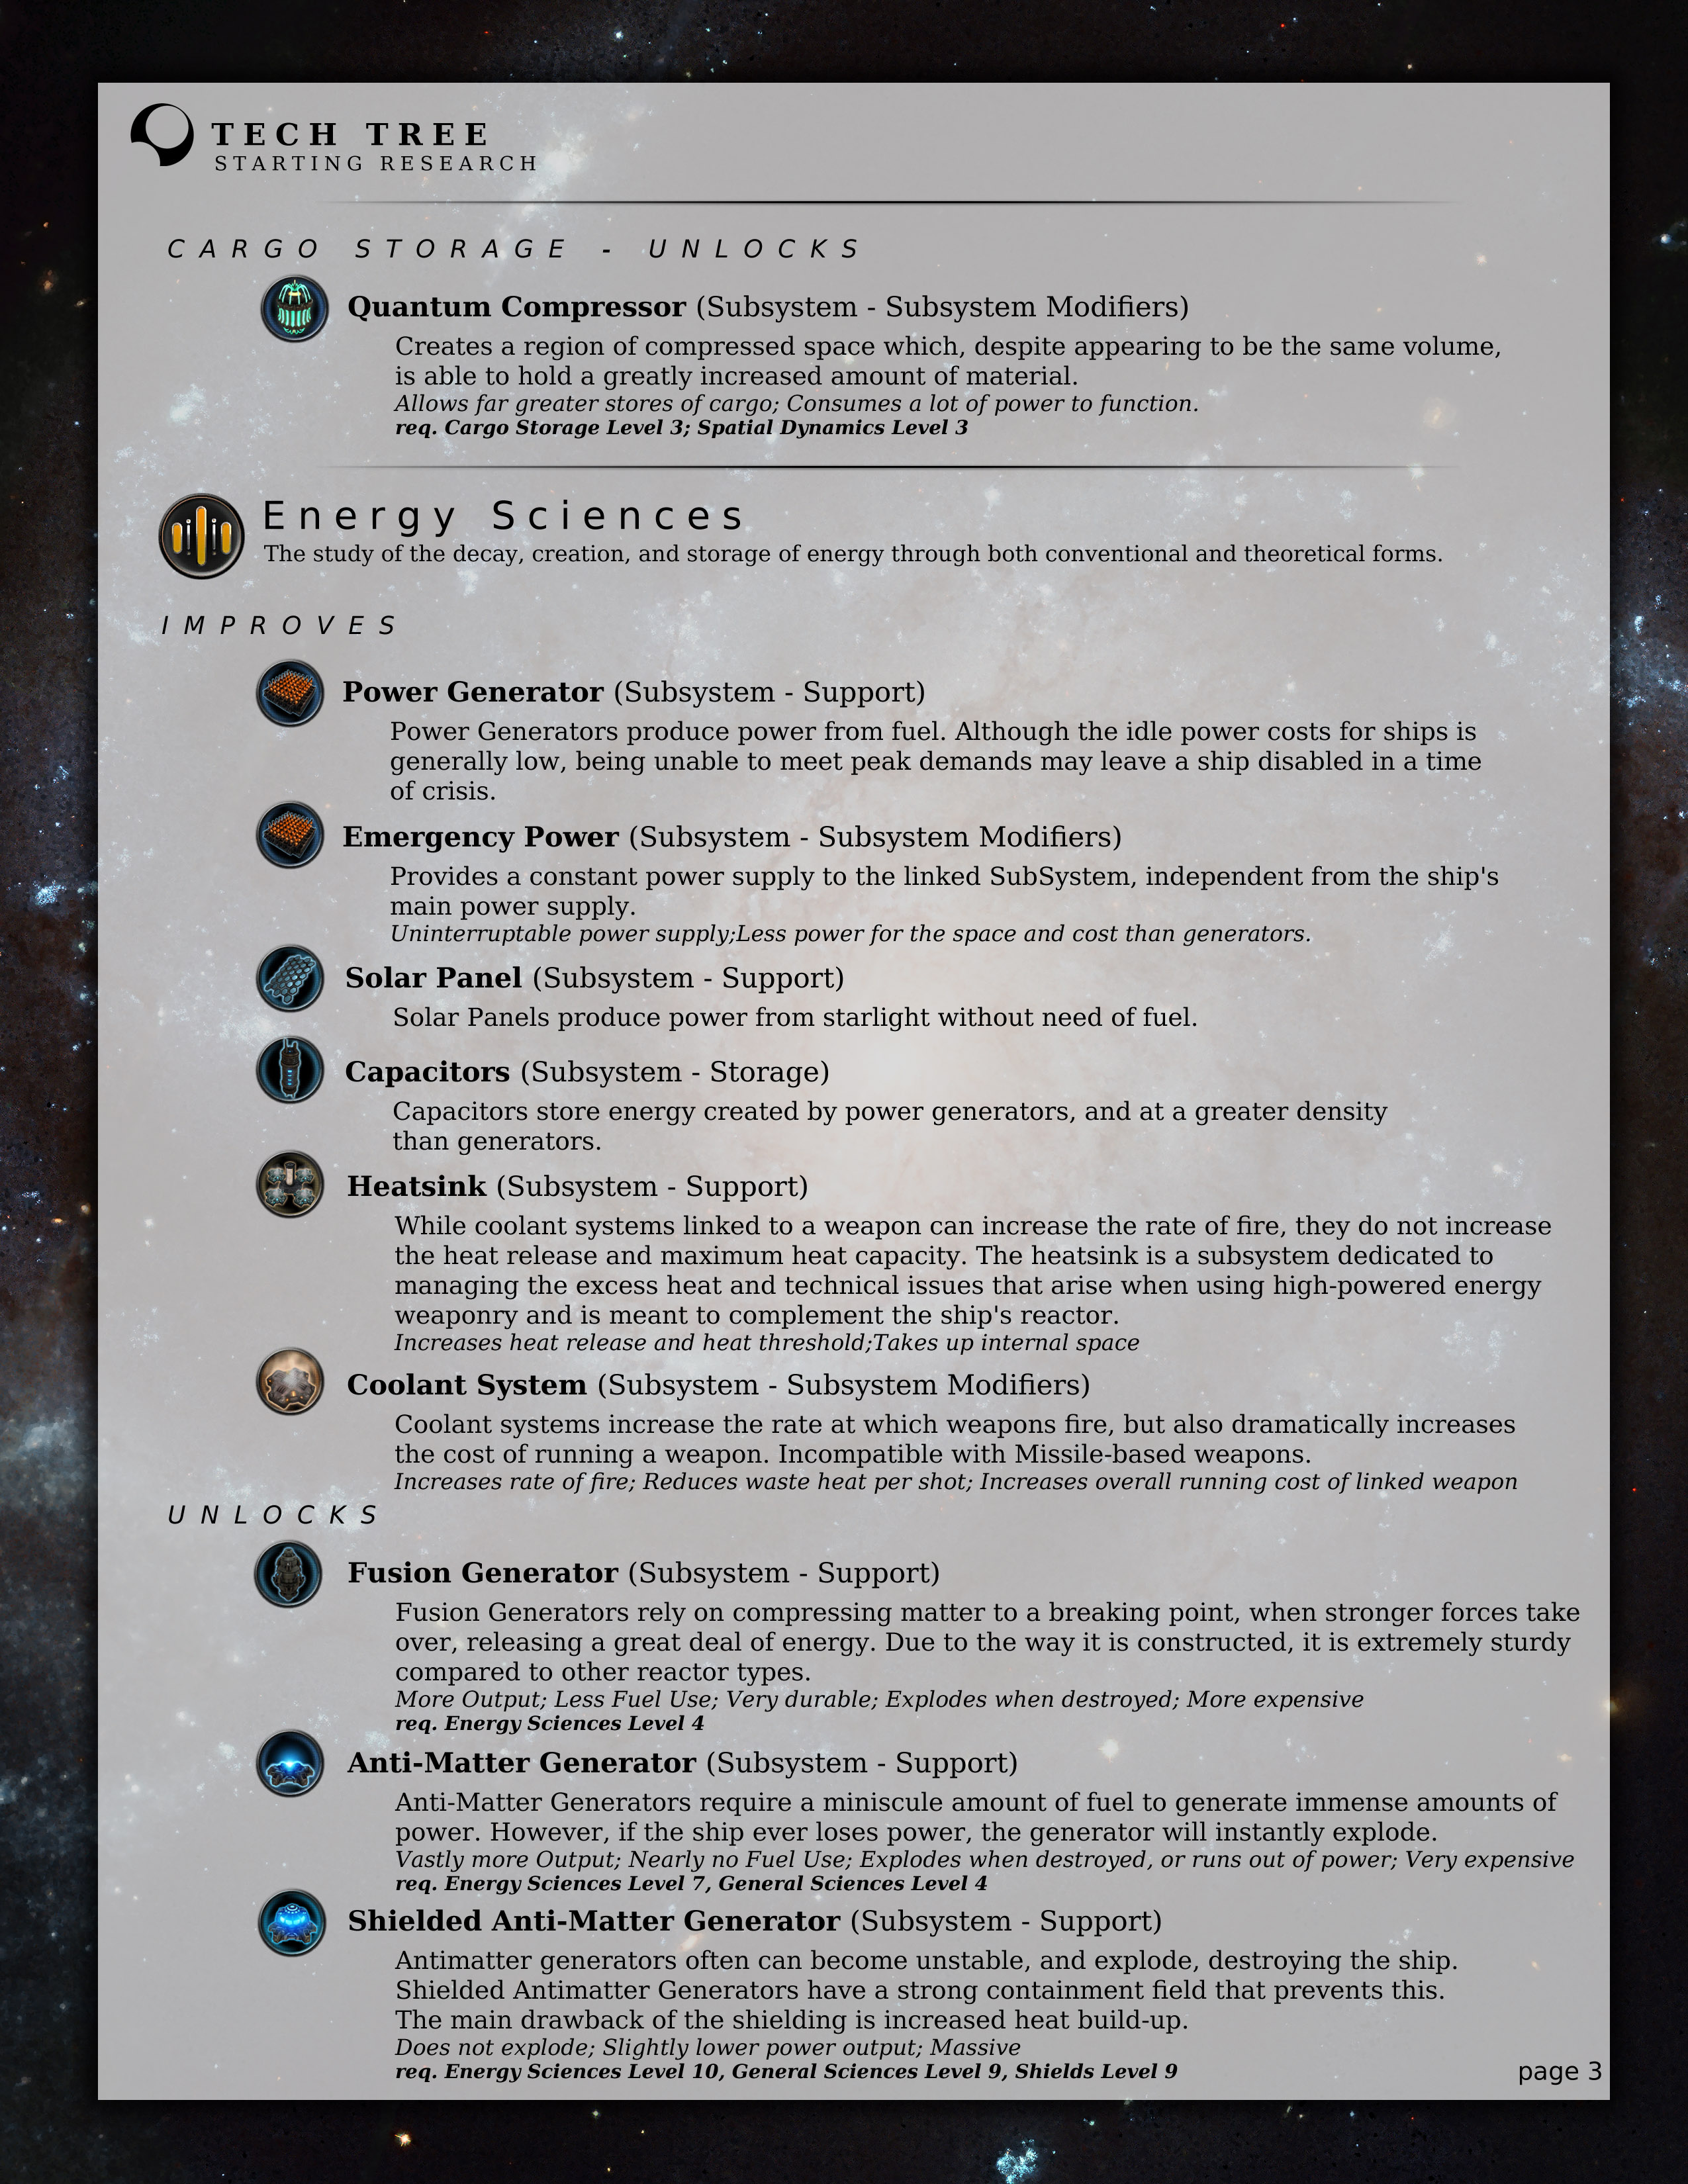 TECH TREE
STARTING RESEARCH
CARGO STORAGE - UNLOCKS
Quantum Compressor (Subsystem - Subsystem Modifiers)
Creates a region of compressed space which, despite appearing to be the same volume,
is able to hold a greatly increased amount of material.
Allows far greater stores of cargo; Consumes a lot of power to function.
req. Cargo Storage Level 3; Spatial Dynamics Level 3
Energy Sciences
The study of the decay, creation, and storage of energy through both conventional and theoretical forms.
IMPROVES
Power Generator (Subsystem - Support)
Power Generators produce power from fuel. Although the idle power costs for ships is
generally low, being unable to meet peak demands may leave a ship disabled in a time
of crisis.
Emergency Power (Subsystem - Subsystem Modifiers)
Provides a constant power supply to the linked SubSystem, independent from the ship's
main power supply.
Uninterruptable power supply;Less power for the space and cost than generators.
Solar Panel (Subsystem - Support)
Solar Panels produce power from starlight without need of fuel.
Capacitors (Subsystem - Storage)
Capacitors store energy created by power generators, and at a greater density
than generators.
Heatsink (Subsystem - Support)
While coolant systems linked to a weapon can increase the rate of fire, they do not increase
the heat release and maximum heat capacity. The heatsink is a subsystem dedicated to
managing the excess heat and technical issues that arise when using high-powered energy
weaponry and is meant to complement the ship's reactor.
Increases heat release and heat threshold;Takes up internal space
Coolant System (Subsystem - Subsystem Modifiers)
Coolant systems increase the rate at which weapons fire, but also dramatically increases
the cost of running a weapon. Incompatible with Missile-based weapons.
Increases rate of fire; Reduces waste heat per shot; Increases overall running cost of linked weapon
UNLOCKS
Fusion Generator (Subsystem - Support)
Fusion Generators rely on compressing matter to a breaking point, when stronger forces take
over, releasing a great deal of energy. Due to the way it is constructed, it is extremely sturdy
compared to other reactor types.
More Output; Less Fuel Use; Very durable; Explodes when destroyed; More expensive
req. Energy Sciences Level 4
Anti-Matter Generator (Subsystem - Support)
Anti-Matter Generators require a miniscule amount of fuel to generate immense amounts of
power. However, if the ship ever loses power, the generator will instantly explode.
Vastly more Output; Nearly no Fuel Use; Explodes when destroyed, or runs out of power; Very expensive
req. Energy Sciences Level 7, General Sciences Level 4
Shielded Anti-Matter Generator (Subsystem - Support)
Antimatter generators often can become unstable, and explode, destroying the ship.
Shielded Antimatter Generators have a strong containment field that prevents this.
The main drawback of the shielding is increased heat build-up.
Does not explode; Slightly lower power output; Massive
req. Energy Sciences Level 10, General Sciences Level 9, Shields Level 9
page 3